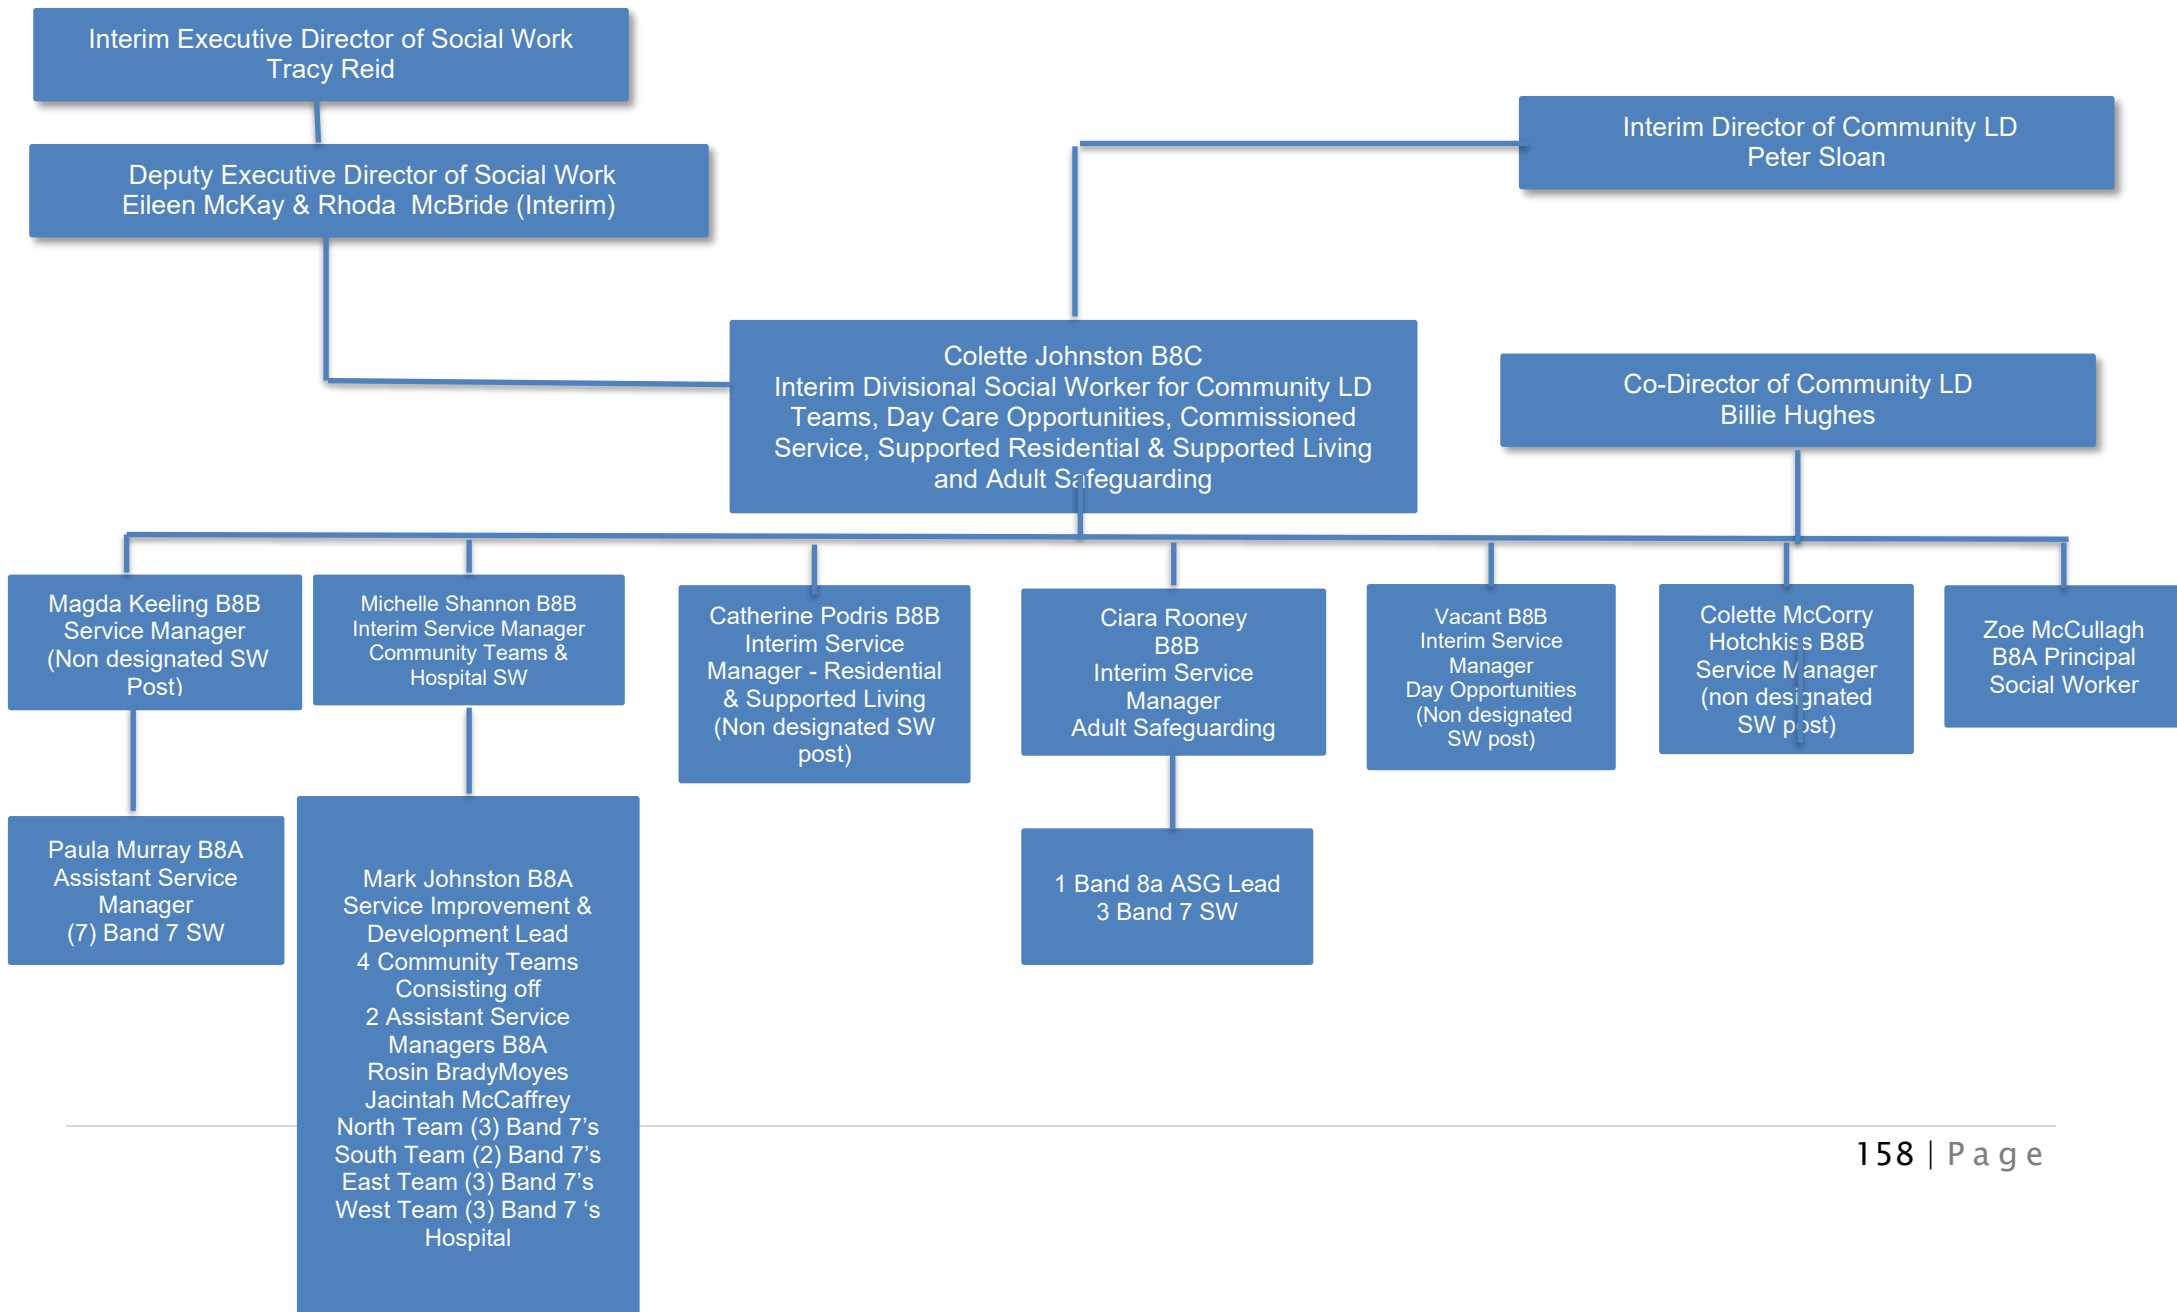 Interim Executive Director of Social Work
Tracy Reid
Interim Director of Community LD
Peter Sloan
Deputy Executive Director of Social Work
Eileen McKay & Rhoda  McBride (Interim)
Colette Johnston B8C
Interim Divisional Social Worker for Community LD
Teams, Day Care Opportunities, Commissioned
Service, Supported Residential & Supported Living
and Adult Safeguarding
Co-Director of Community LD
Billie Hughes
Magda Keeling B8B
Service Manager
(Non designated SW
Post)
Michelle Shannon B8B
Interim Service Manager
Community Teams &
Hospital SW
Catherine Podris B8B
Interim Service
Manager - Residential
& Supported Living
(Non designated SW
post)
Ciara Rooney
B8B
Interim Service
Manager
Adult Safeguarding
Vacant B8B
Interim Service
Manager
Day Opportunities
(Non designated
SW post)
Colette McCorry
Hotchkiss B8B
Service Manager
(non designated
SW post)
Zoe McCullagh
B8A Principal
Social Worker
Paula Murray B8A
Assistant Service
Manager
(7) Band 7 SW
Mark Johnston B8A
Service Improvement &
Development Lead
4 Community Teams
Consisting off
2 Assistant Service
Managers B8A
Rosin BradyMoyes
Jacintah McCaffrey
North Team (3) Band 7’s
South Team (2) Band 7’s
East Team (3) Band 7’s
West Team (3) Band 7 ‘s
Hospital
1 Band 8a ASG Lead
3 Band 7 SW
158 | Page